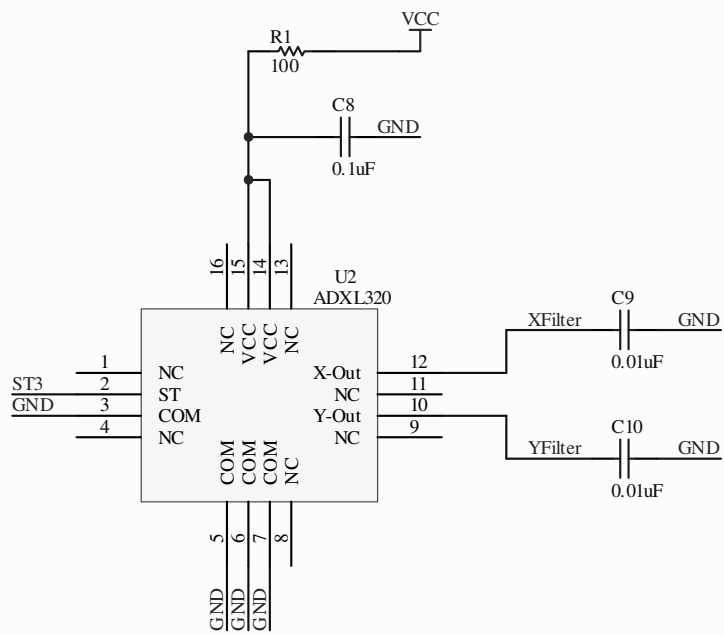 VCC
R1
100
C8
GND
0.1uF
16
15
14
13
U2
ADXL320
NC
VCC
VCC
NC
C9
XFilter
GND
0.01uF
1
NC
X-Out
12
ST3
2
ST
NC
11
GND
3
COM
Y-Out
10
4
NC
NC
9
C10
YFilter
GND
0.01uF
COM
COM
COM
NC
5
6
7
8
GND
GND
GND